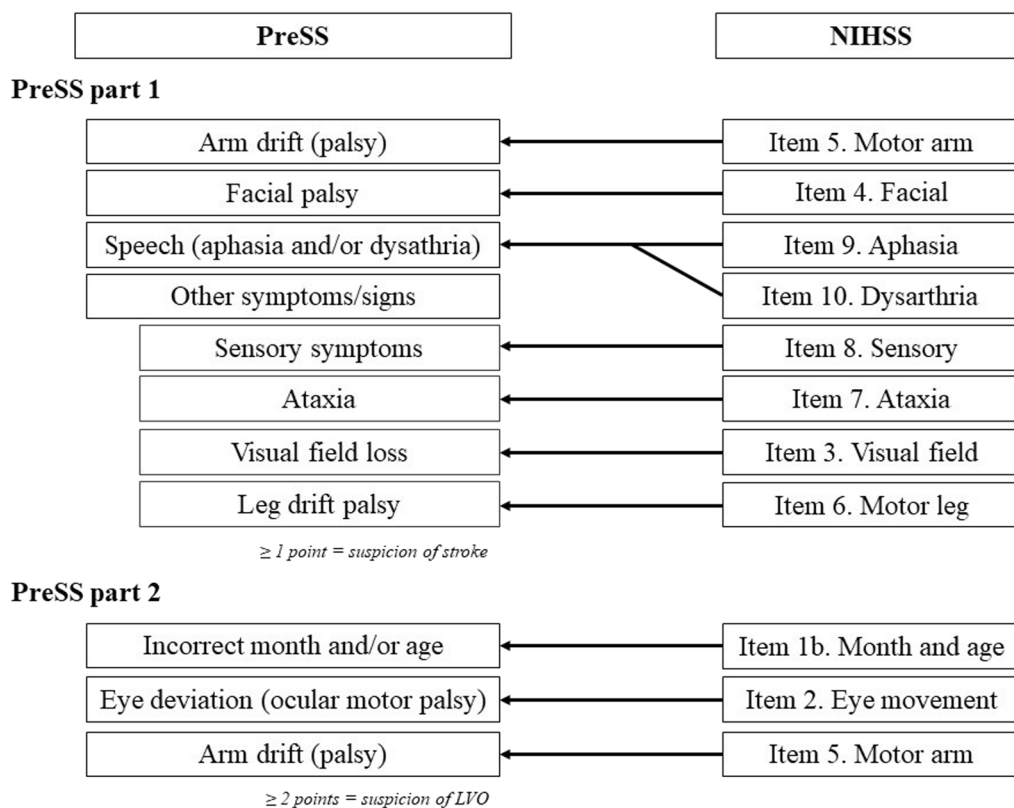 PreSS NIHSS
PreSS part 1
Arm drift (palsy) Item 5. Motor arm
Facial palsy Item 4. Facial
Speech (aphasia and/or dysathria) Item 9. Aphasia
Other symptoms/signs Item 10. Dysarthria
Sensory symptoms Item 8. Sensory
Ataxia Item 7. Ataxia
Visual field loss Item 3. Visual field
Leg drift palsy Item 6. Motor leg
≥ 1 point = suspicion of stroke
PreSS part 2
Incorrect month and/or age Item 1b. Month and age
Eye deviation (ocular motor palsy) Item 2. Eye movement
Arm drift (palsy) Item 5. Motor arm
≥ 2 points = suspicion of LVO